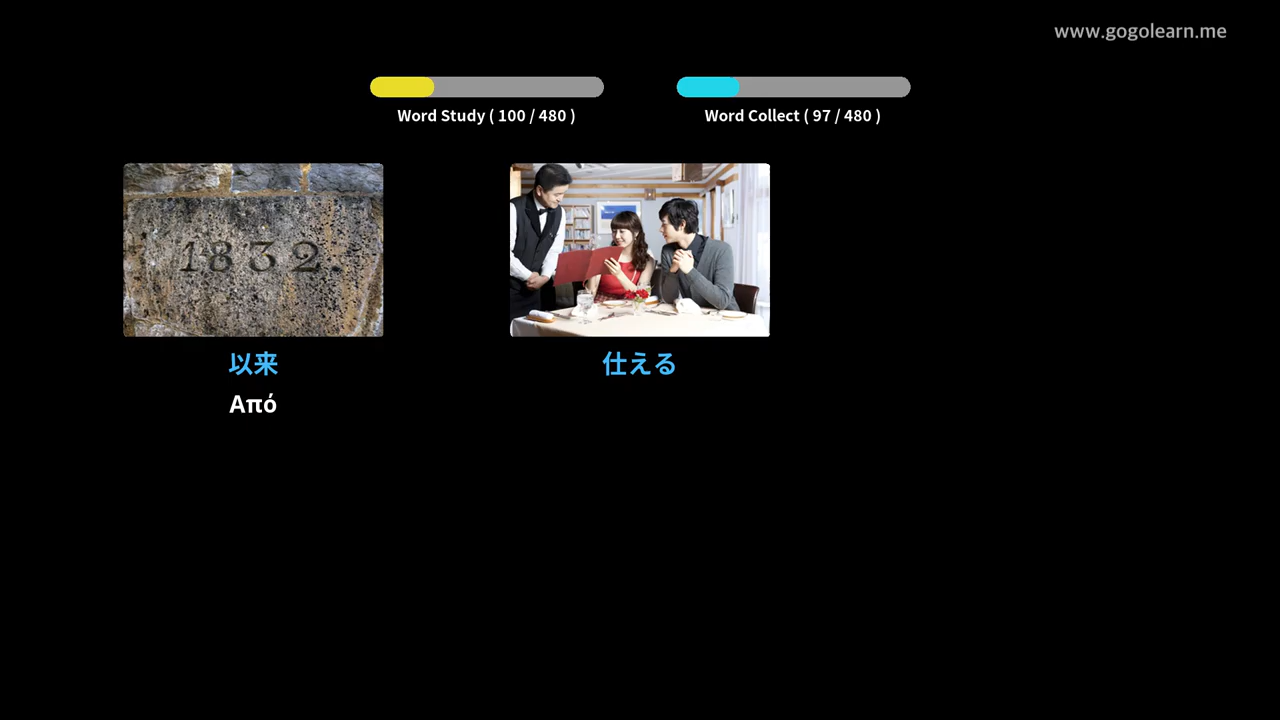 www.gogolearn.me
Word Study ( 100 / 480 )
Word Collect ( 97 / 480 )
1832.
以来
仕える
Από